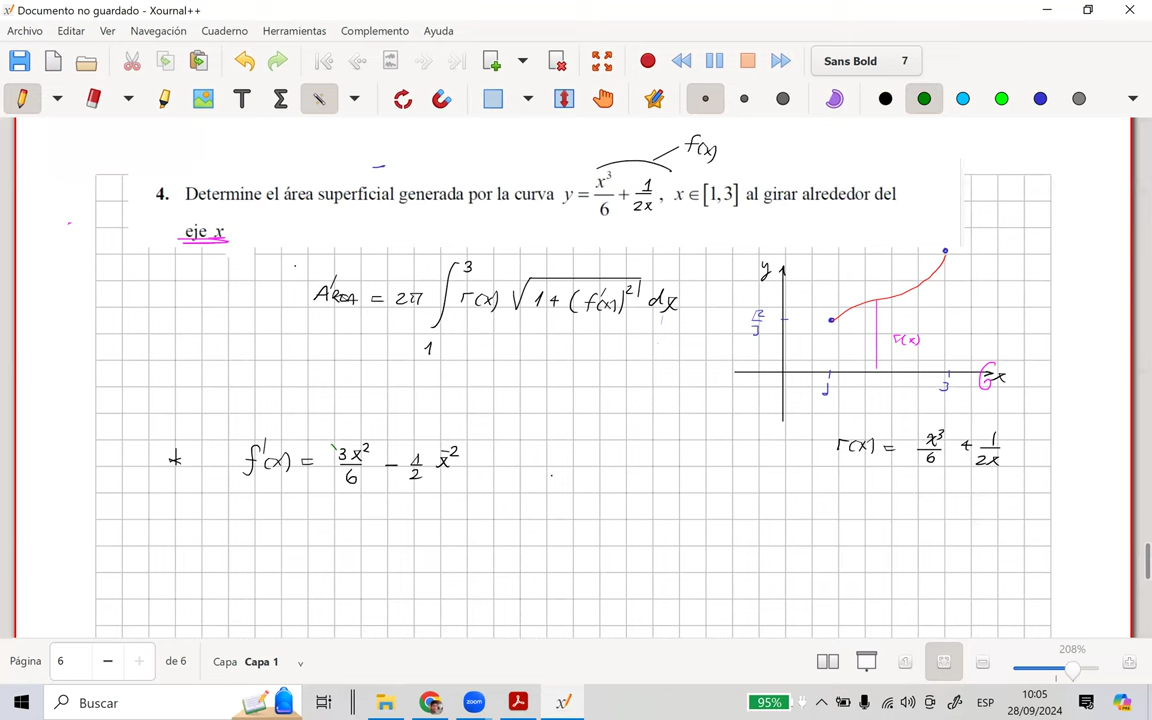 Documento no guardado - Xournal++
Archivo Editar Ver Navegación Cuaderno Herramientas Complemento Ayuda
Sans Bold 7
f(x)
4. Determine el área superficial generada por la curva y = x³/6 + 1/2x, x ∈ [1,3] al girar alrededor del
eje x
ÁREA = 2π ∫₁³ r(x) √(1 + (f'(x))²) dx
y
2/3
r(x)
1 3 x
r(x) = x³/6 + 1/2x
* f'(x) = 3x²/6 - 1/2 x⁻²
Página 6 de 6 Capa Capa 1 208%
Buscar 95% ESP 10:05
28/09/2024